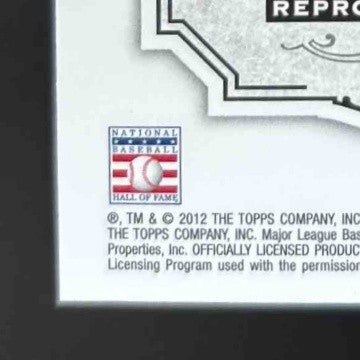 REPRO
NATIONAL
BASEBALL
HALL OF FAME
®, TM & © 2012 THE TOPPS COMPANY, INC
THE TOPPS COMPANY, INC. Major League Bas
Properties, Inc. OFFICIALLY LICENSED PRODUC
Licensing Program used with the permission